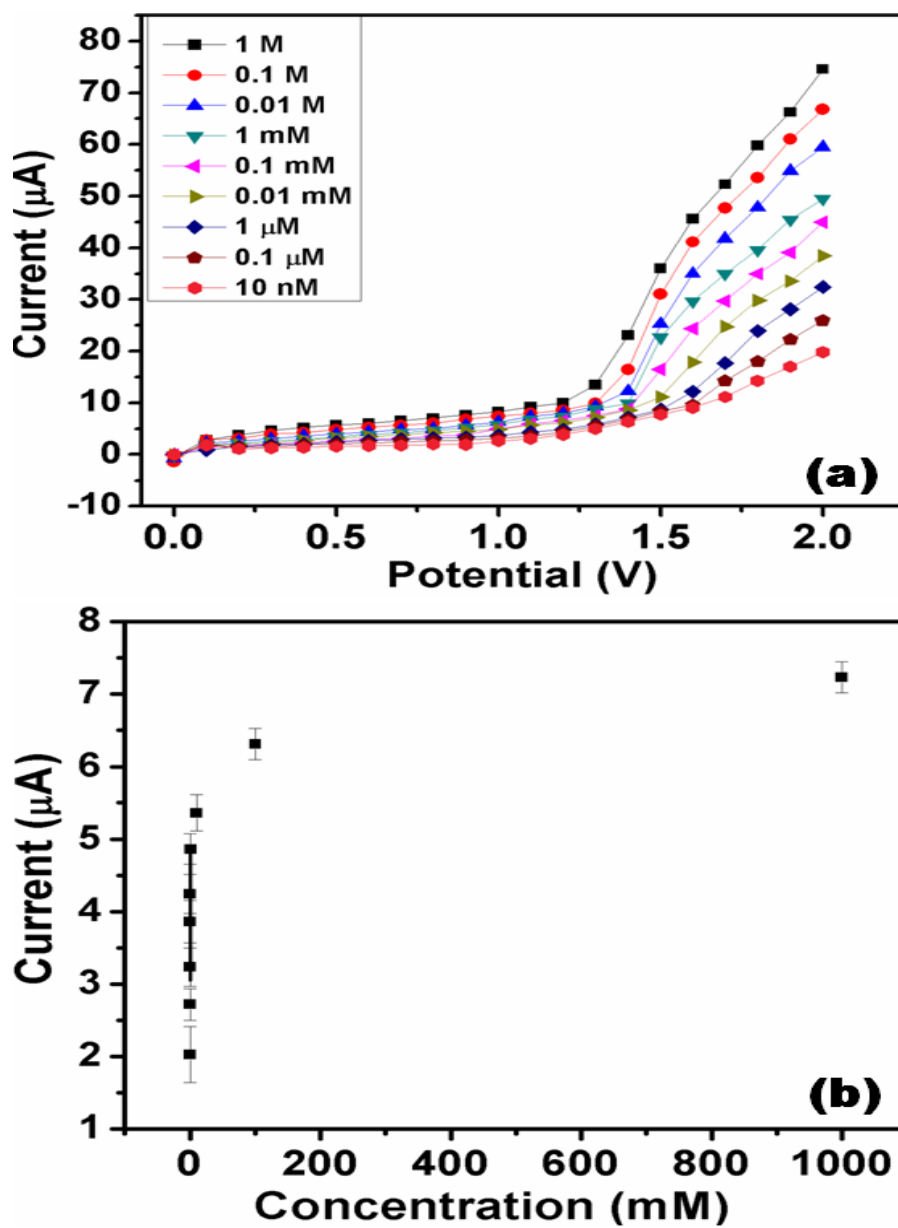 80
70
60
50
40
30
20
10
0
-10
Current (μA)
1 M
0.1 M
0.01 M
1 mM
0.1 mM
0.01 mM
1 μM
0.1 μM
10 nM
(a)
0.0 0.5 1.0 1.5 2.0
Potential (V)
8
7
6
5
4
3
2
1
Current (μA)
(b)
0 200 400 600 800 1000
Concentration (mM)